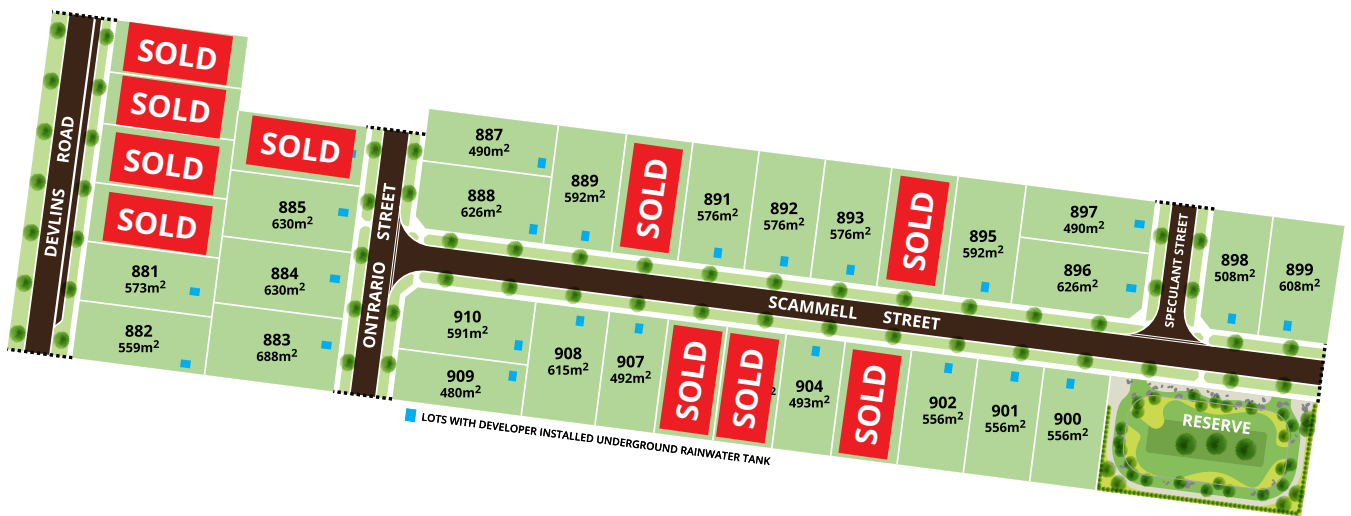 SOLD
SOLD
SOLD
SOLD
881
573m²
882
559m²
DEVLINS ROAD
SOLD
885
630m²
884
630m²
883
688m²
ONTRARIO STREET
887
490m²
888
626m²
889
592m²
SOLD
891
576m²
892
576m²
893
576m²
SOLD
895
592m²
897
490m²
896
626m²
SPECULANT STREET
898
508m²
899
608m²
SCAMMELL STREET
910
591m²
909
480m²
908
615m²
907
492m²
SOLD
SOLD
2
904
493m²
SOLD
902
556m²
901
556m²
900
556m²
RESERVE
LOTS WITH DEVELOPER INSTALLED UNDERGROUND RAINWATER TANK